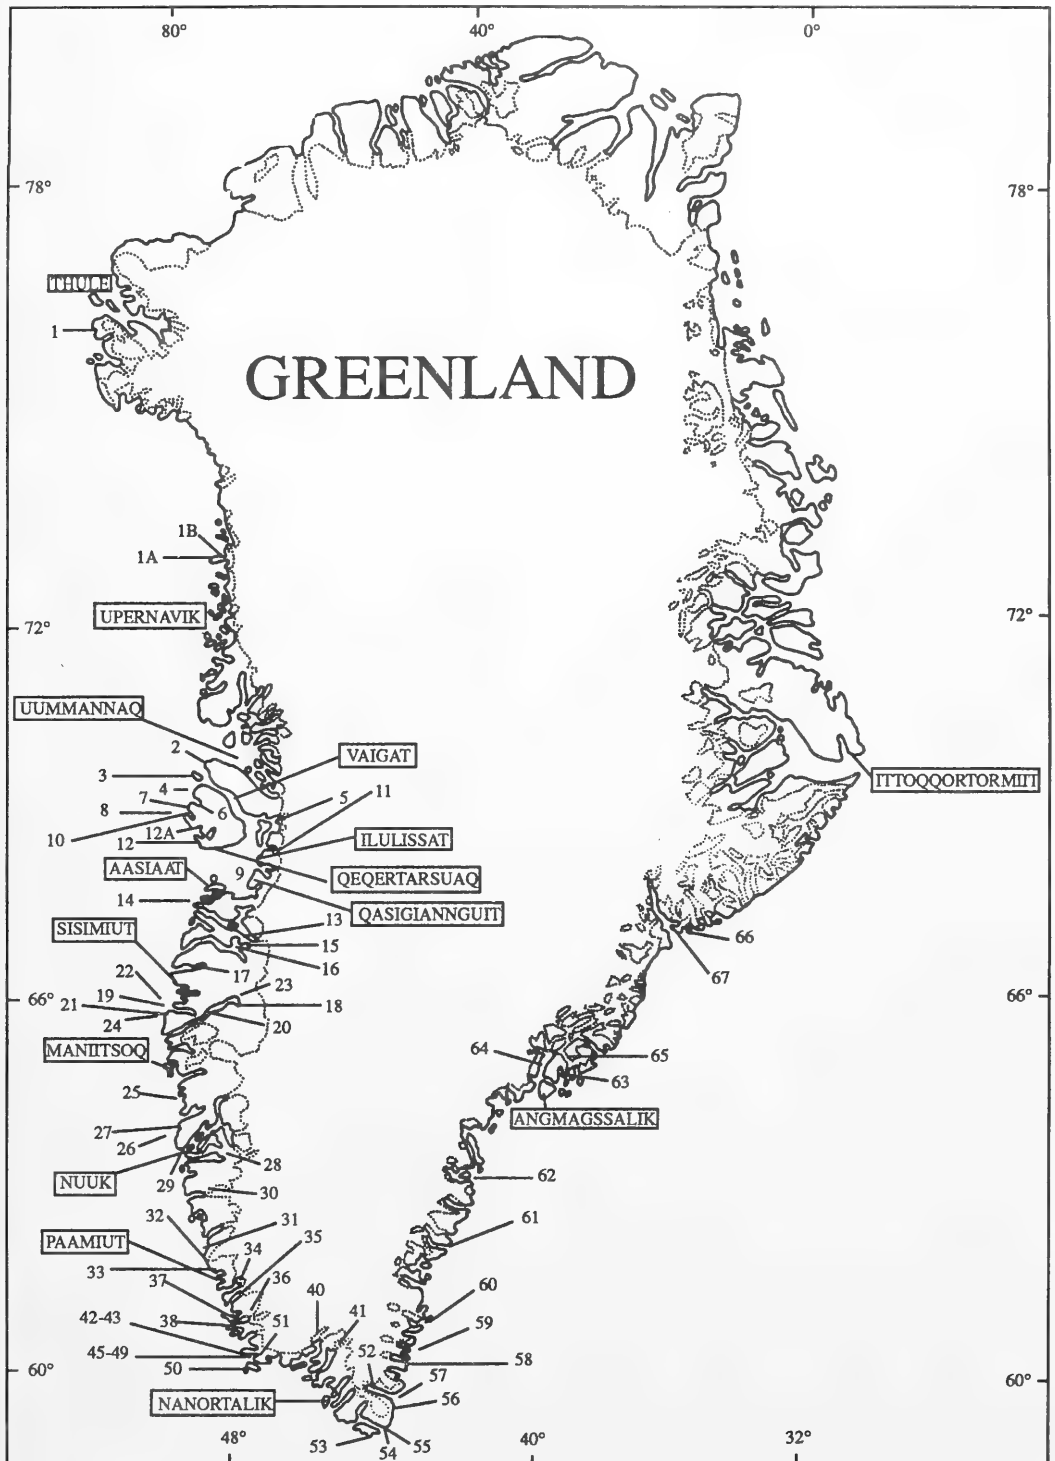 80° 40° 0°
78° 78°
THULE
1
GREENLAND
1B
1A
UPERNAVIK
72° 72°
UUMMANNAQ
2 VAIGAT
3
4 5 11
7 6
8
10 12A ILULISSAT
12
AASIAAT 9 QEQERTARSUAQ
14 QASIGIANNGUIT
ITTOQQORTORMIIT
SISIMIUT 13
15
16
22 17 23
66° 19 18 66°
21
24 20
66
67
MANIITSOQ
64 65
63
25
ANGMAGSSALIK
27
26
NUUK 28
29 62
30
32 31 35 61
PAAMIUT 34
33
37 36 40 60
42-43 38 51 41 59
45-49 52 58
60° 50 57 60°
NANORTALIK 56
53 54 55
48° 40° 32°